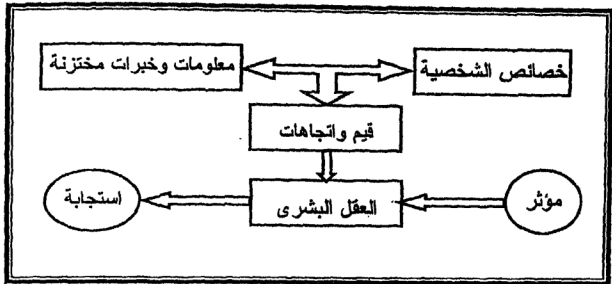 خصائص الشخصية
معلومات وخبرات مختزنة
قيم واتجاهات
مؤثر
العقل البشرى
استجابة